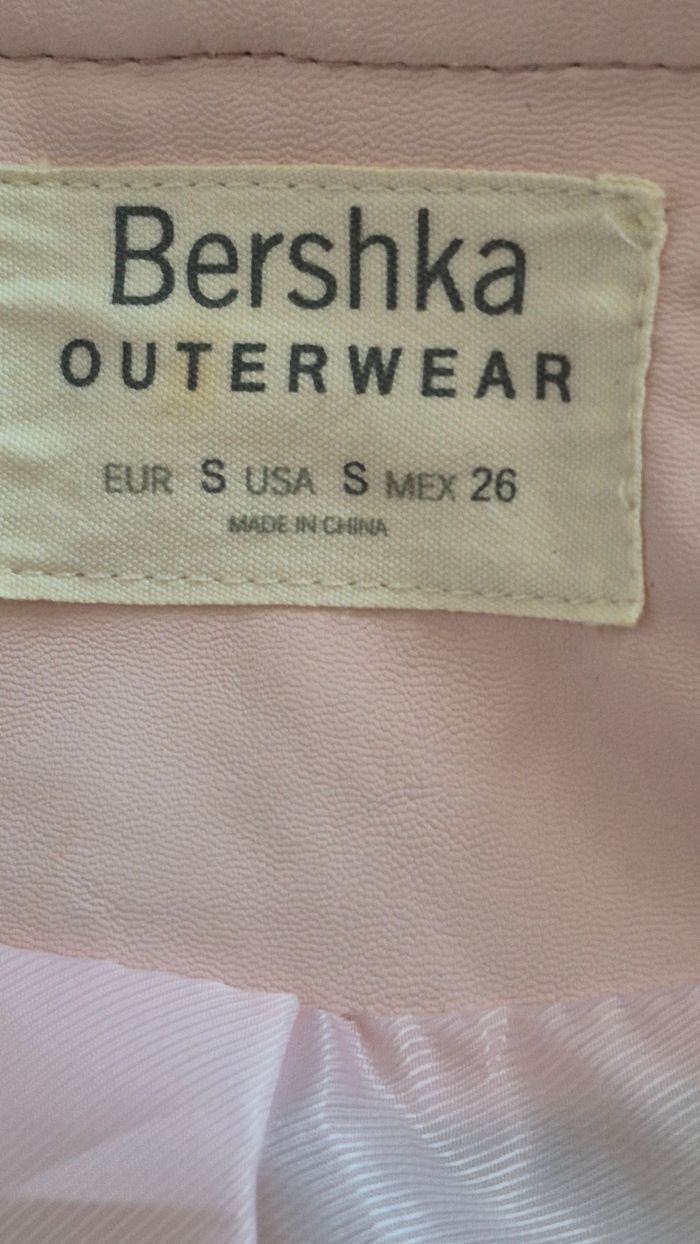 Bershka
OUTERWEAR
EUR S USA S MEX 26
MADE IN CHINA